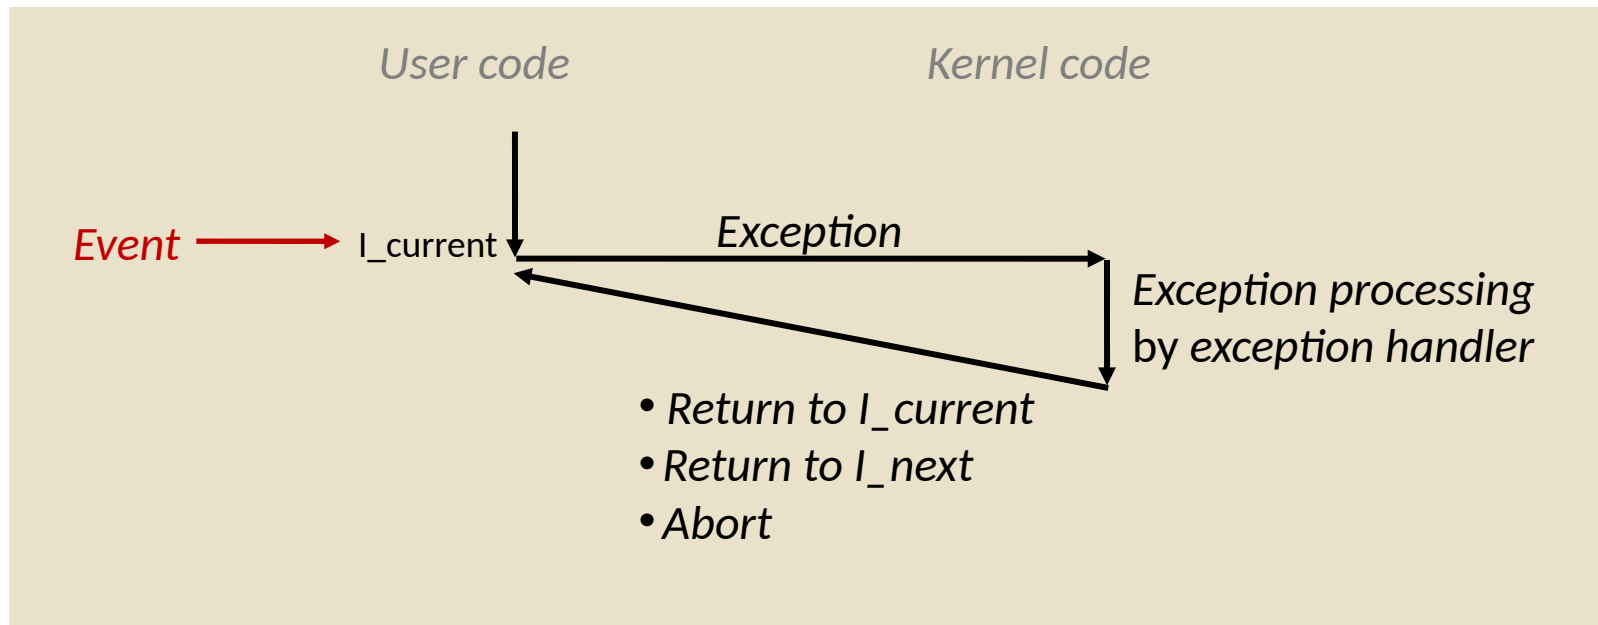 User code
Kernel code
Event
I_current
Exception
Exception processing
by exception handler
• Return to I_current
• Return to I_next
• Abort